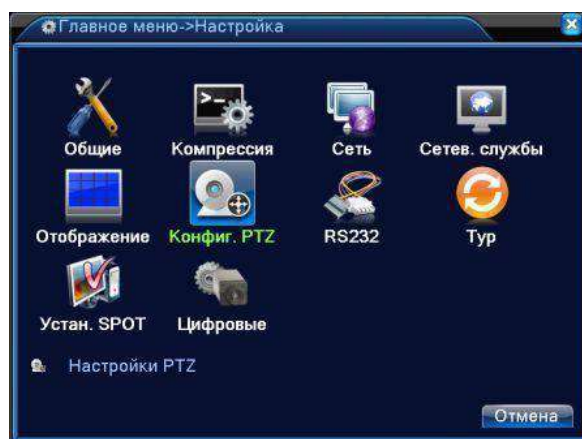 Главное меню->Настройка
Общие Компрессия Сеть Сетев. службы
Отображение Конфиг. PTZ RS232 Тур
Устан. SPOT Цифровые
Настройки PTZ
Отмена